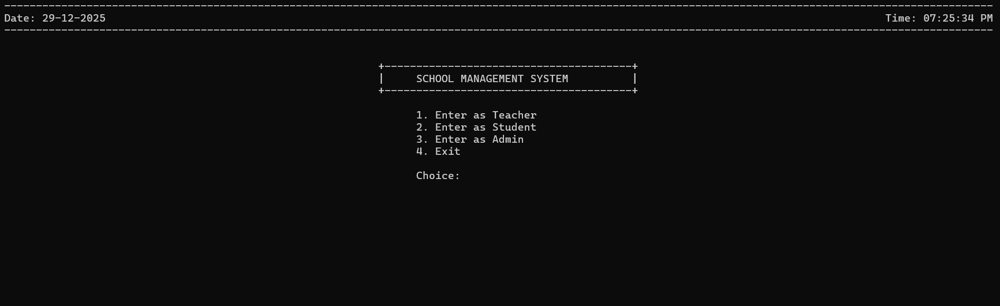 ------------------------------------------------------------------------------------------------------------------------------------------------------------
Date: 29-12-2025                                                                                                                           Time: 07:25:34 PM
------------------------------------------------------------------------------------------------------------------------------------------------------------
+---------------------------------------+
|     SCHOOL MANAGEMENT SYSTEM          |
+---------------------------------------+
1. Enter as Teacher
2. Enter as Student
3. Enter as Admin
4. Exit
Choice: